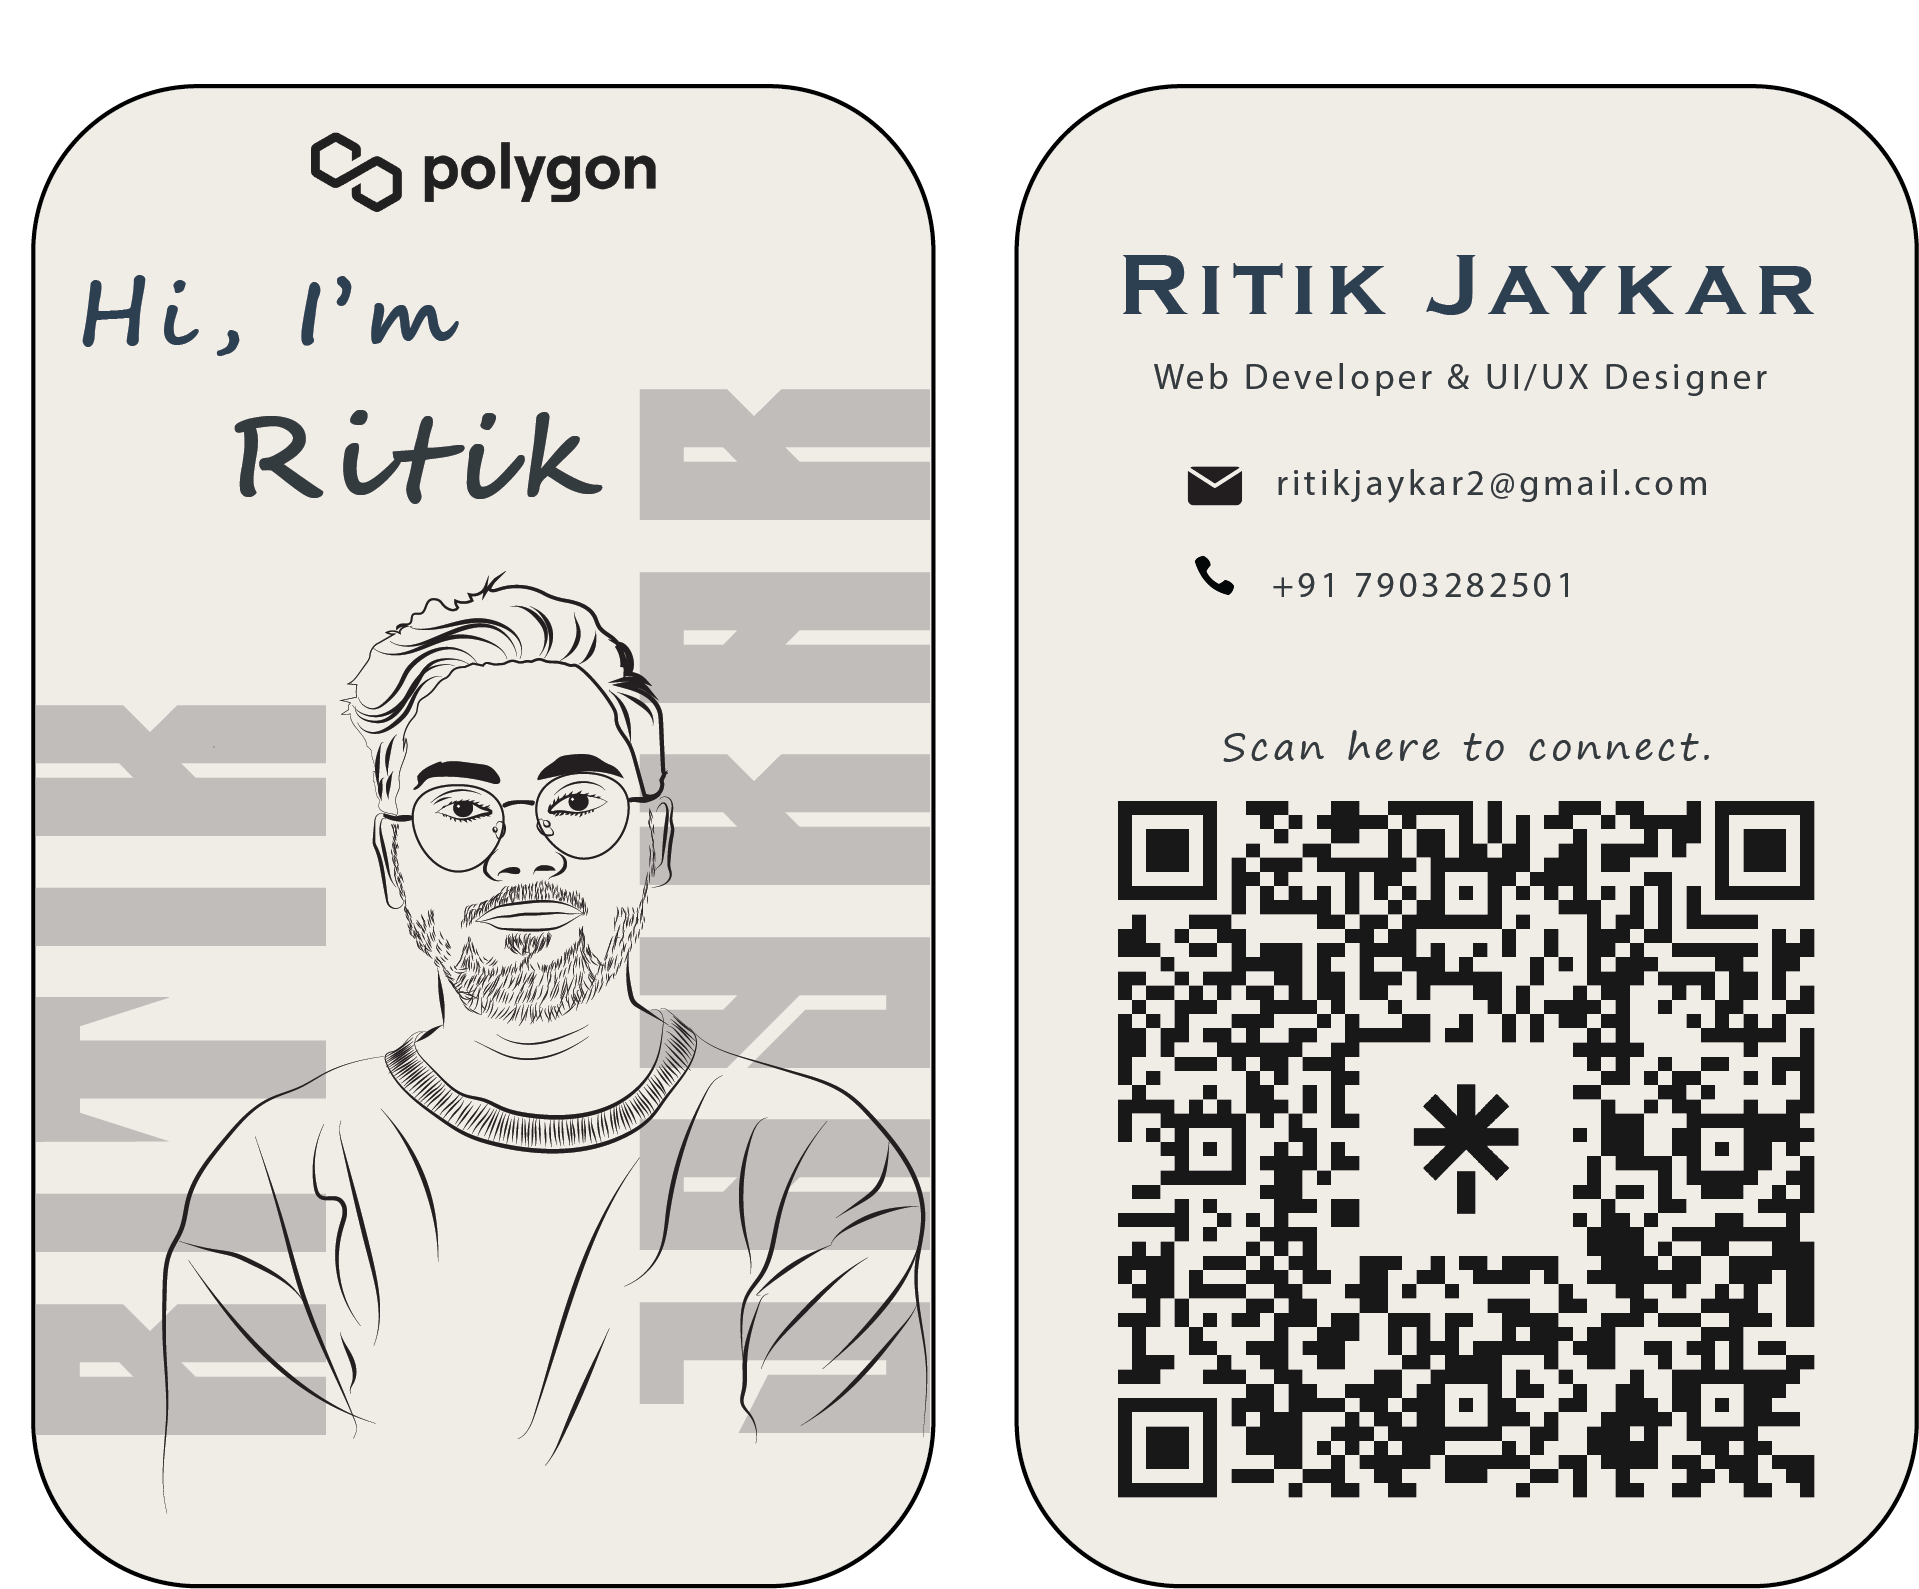 polygon
Hi, I’m
Ritik
RITIK
JAYKAR
RITIK JAYKAR
Web Developer & UI/UX Designer
ritikjaykar2@gmail.com
+91 7903282501
Scan here to connect.